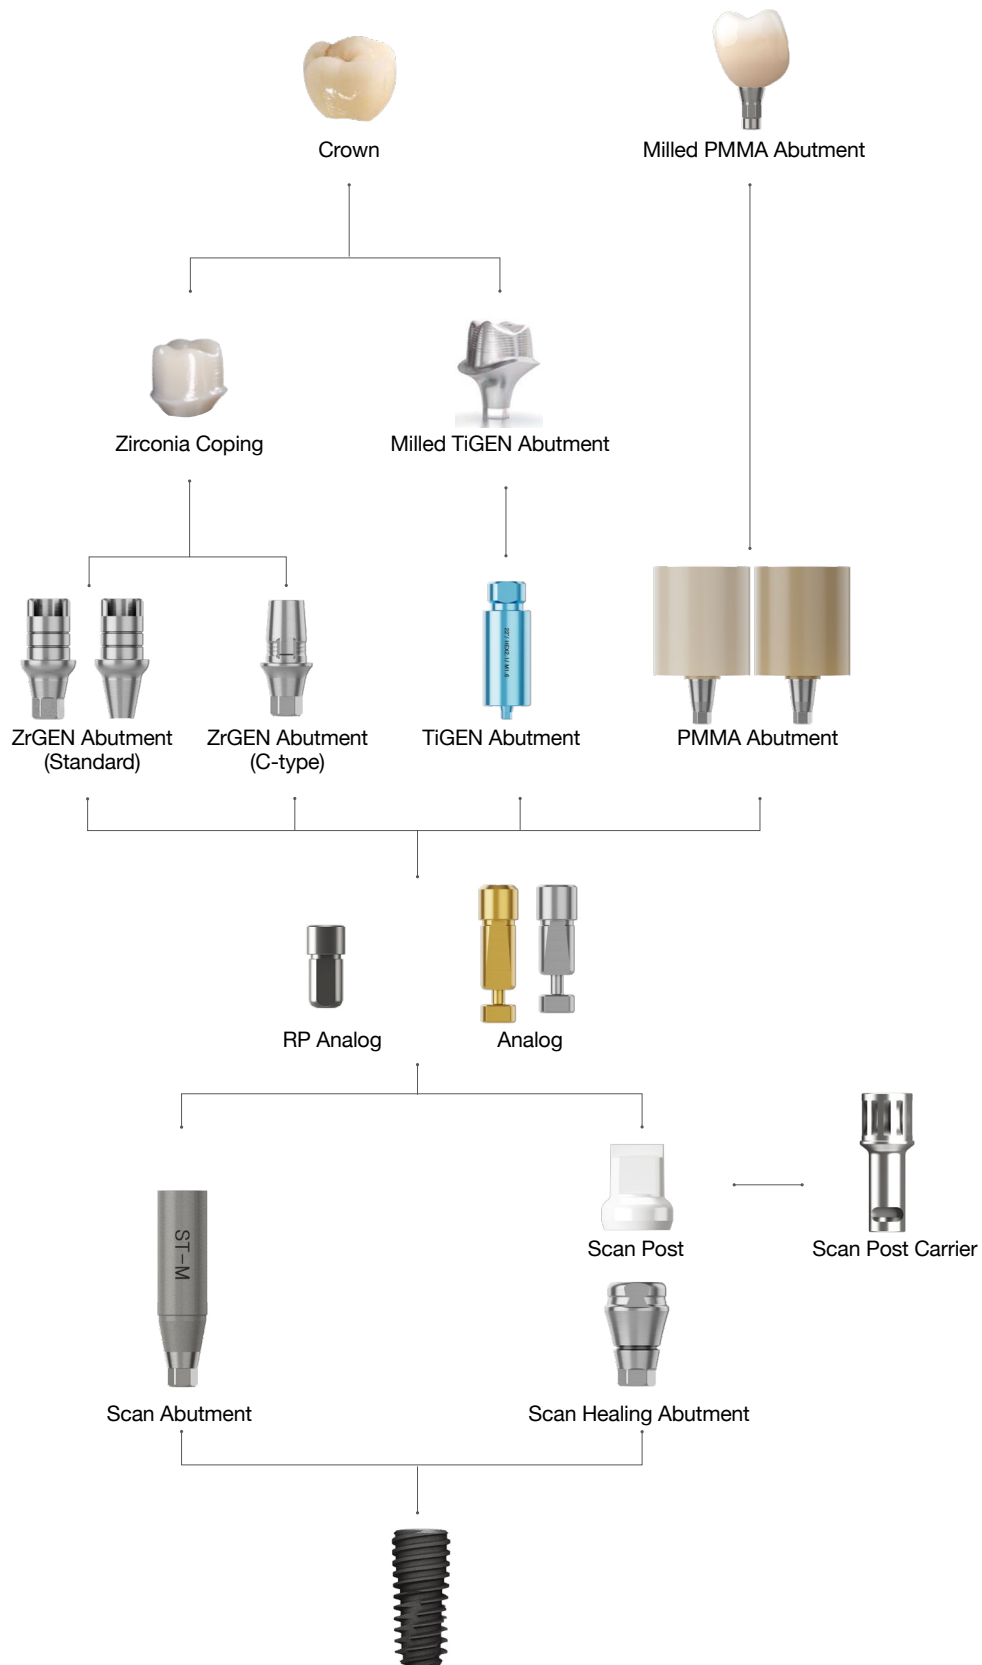 Crown
Milled PMMA Abutment
Zirconia Coping
Milled TiGEN Abutment
ZrGEN Abutment
(Standard)
ZrGEN Abutment
(C-type)
TiGEN Abutment
PMMA Abutment
RP Analog
Analog
ST-M
Scan Post
Scan Post Carrier
Scan Abutment
Scan Healing Abutment